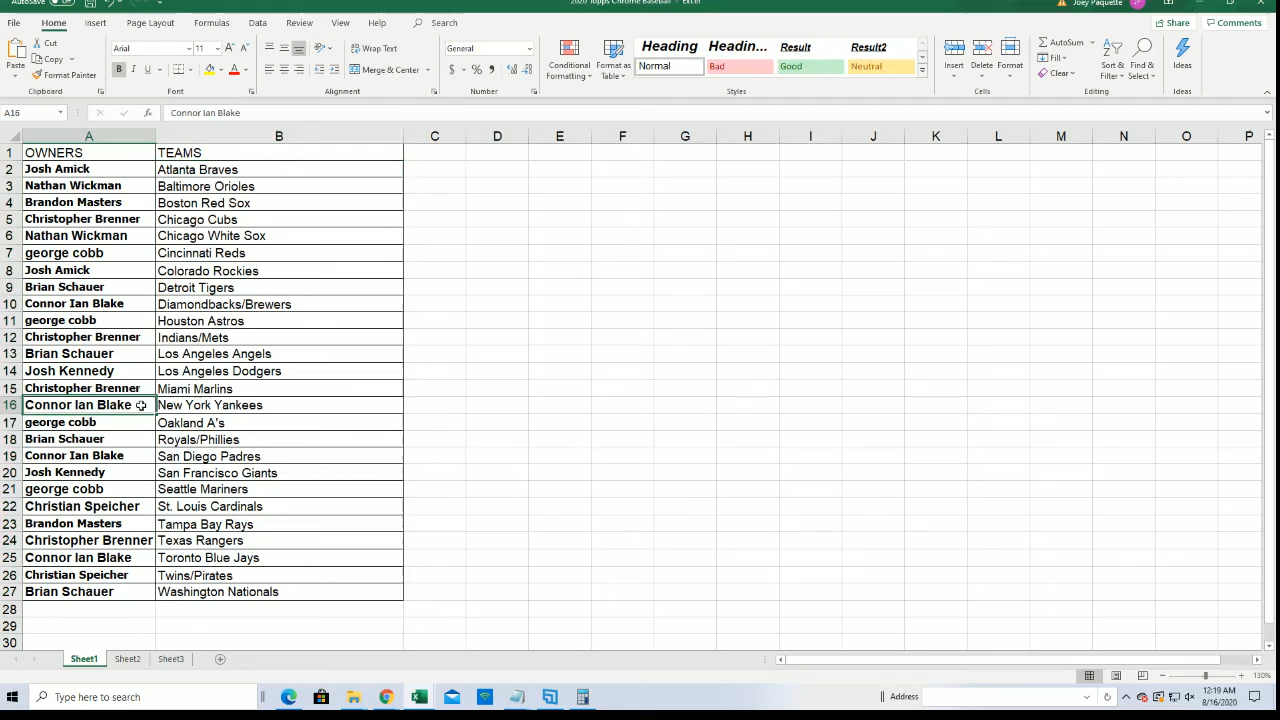 AutoSave Off
2020 Topps Chrome Baseball - Excel
Joey Paquette JP
File Home Insert Page Layout Formulas Data Review View Help Search Share Comments
Paste Cut Copy Format Painter
Arial 11 Wrap Text Merge & Center General
Conditional Formatting Format as Table Heading Headin... Result Result2
Normal Bad Good Neutral
Insert Delete Format AutoSum Fill Clear Sort & Filter Find & Select Ideas
Clipboard Font Alignment Number Styles Cells Editing Ideas
A16 fx Connor Ian Blake
A B C D E F G H I J K L M N O P
1 OWNERS TEAMS
2 Josh Amick Atlanta Braves
3 Nathan Wickman Baltimore Orioles
4 Brandon Masters Boston Red Sox
5 Christopher Brenner Chicago Cubs
6 Nathan Wickman Chicago White Sox
7 george cobb Cincinnati Reds
8 Josh Amick Colorado Rockies
9 Brian Schauer Detroit Tigers
10 Connor Ian Blake Diamondbacks/Brewers
11 george cobb Houston Astros
12 Christopher Brenner Indians/Mets
13 Brian Schauer Los Angeles Angels
14 Josh Kennedy Los Angeles Dodgers
15 Christopher Brenner Miami Marlins
16 Connor Ian Blake New York Yankees
17 george cobb Oakland A's
18 Brian Schauer Royals/Phillies
19 Connor Ian Blake San Diego Padres
20 Josh Kennedy San Francisco Giants
21 george cobb Seattle Mariners
22 Christian Speicher St. Louis Cardinals
23 Brandon Masters Tampa Bay Rays
24 Christopher Brenner Texas Rangers
25 Connor Ian Blake Toronto Blue Jays
26 Christian Speicher Twins/Pirates
27 Brian Schauer Washington Nationals
28
29
30
Sheet1 Sheet2 Sheet3
130%
Type here to search
Address
12:19 AM
8/16/2020